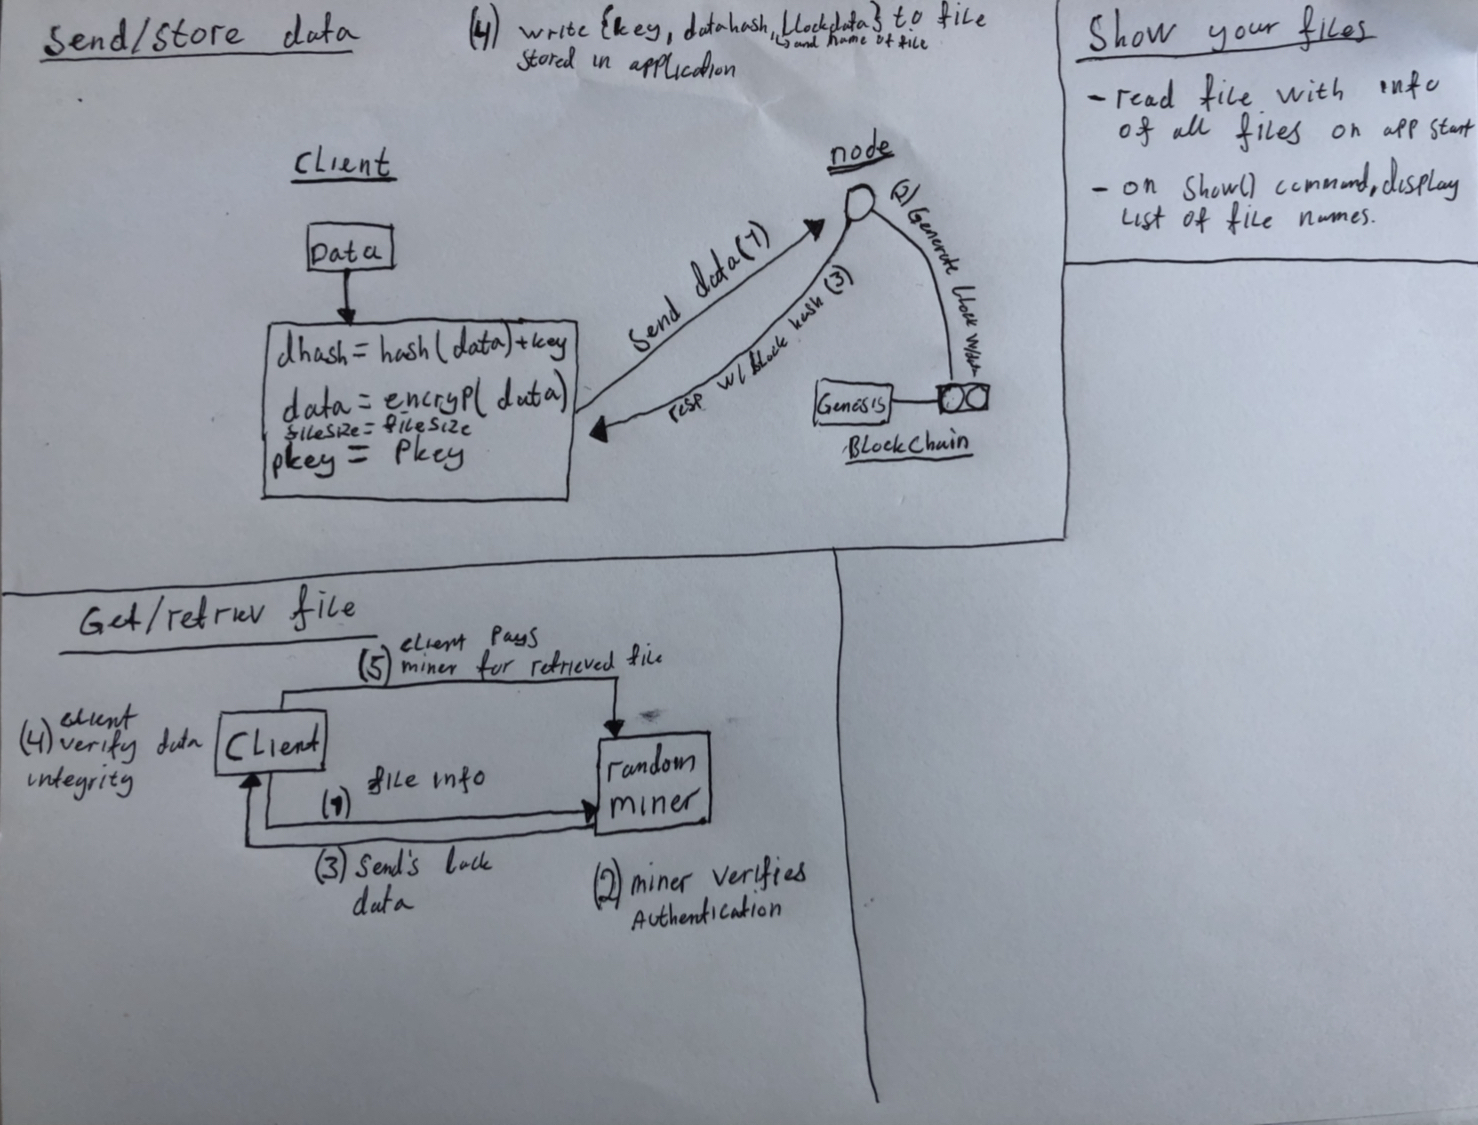 Send/Store data
(4) write {key, datahash, blockdata} to file
↳ and name of file
stored in application
Client
Data
dhash = hash(data)+key
data = encryp( data)
filesize = filesize
pkey = Pkey
Send data (1)
resp w/ Block hash (3)
node
(2) Generate block w/data
Genesis
BlockChain
Show your files
- read file with info
of all files on app start
- on Show() command, display
List of file names.
Get/retriev file
(5) client Pays
miner for retrieved file
(4) client
verify data
integrity
Client
(1) file info
random
miner
(3) Send's back
data
(2) miner verifies
Authentication